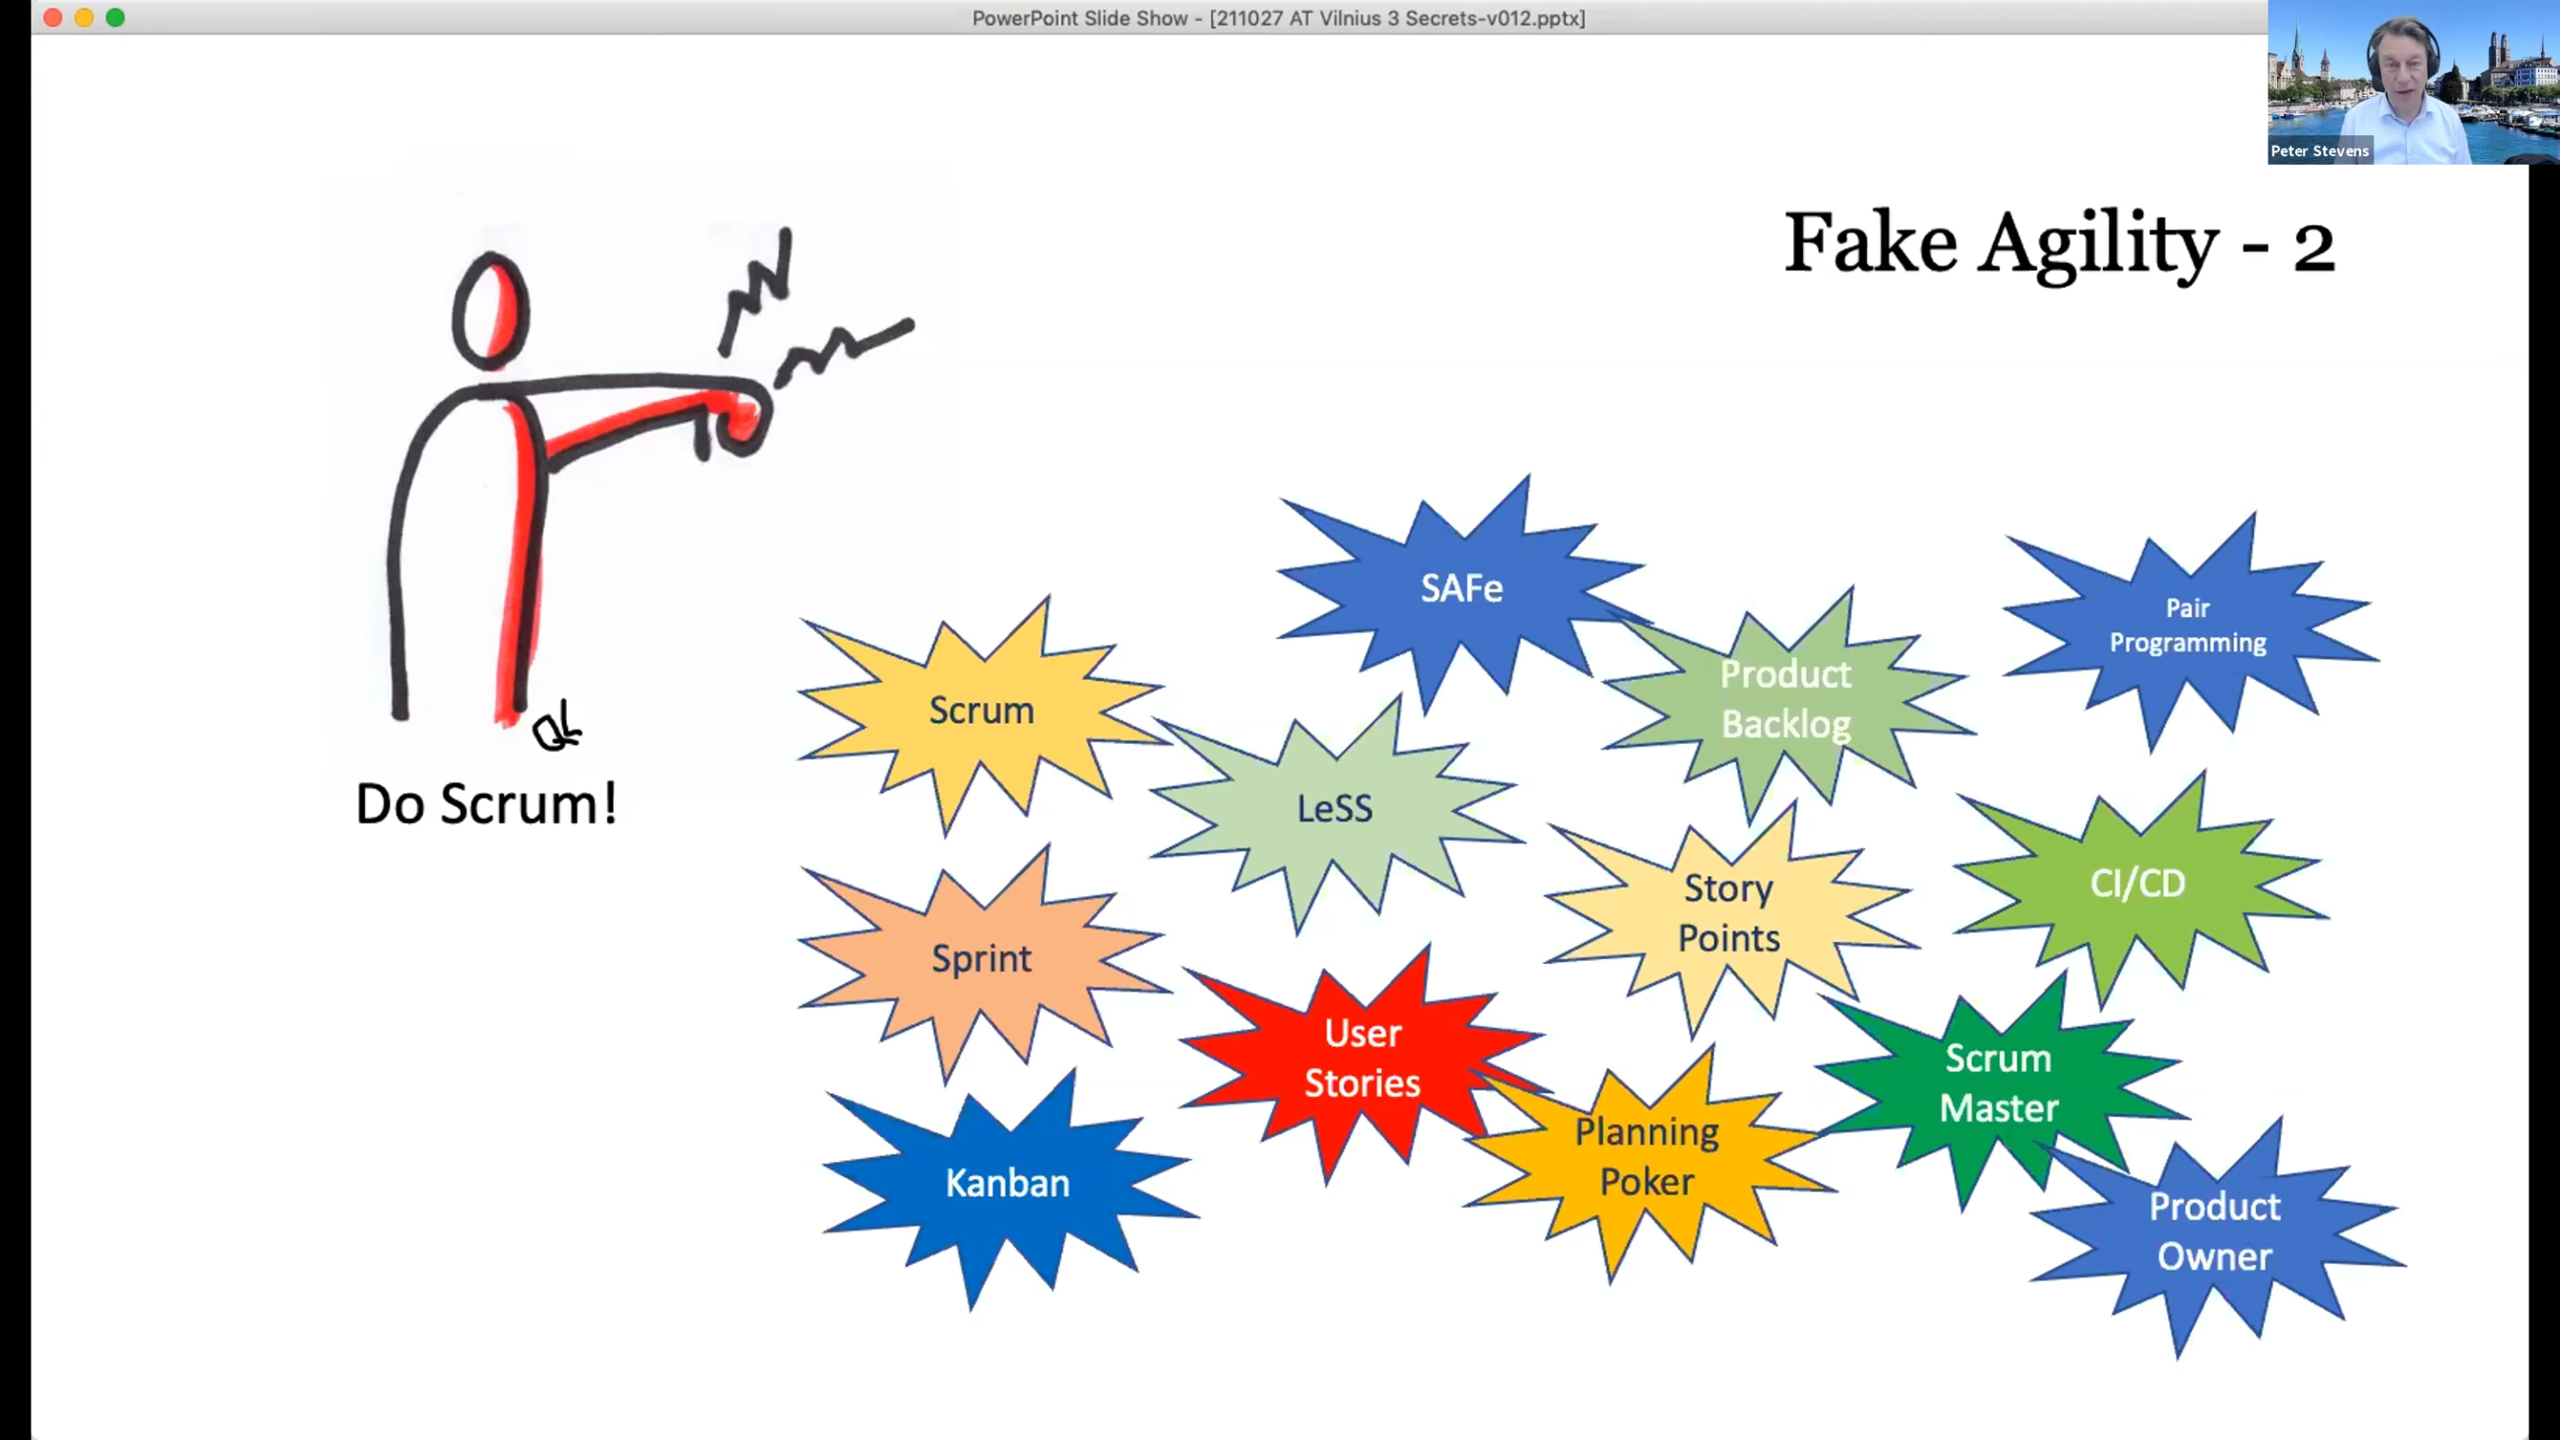 PowerPoint Slide Show - [211027 AT Vilnius 3 Secrets-v012.pptx]
Peter Stevens
Fake Agility - 2
Do Scrum!
SAFe
Pair
Programming
Scrum
Product
Backlog
LeSS
Story
Points
CI/CD
Sprint
User
Stories
Scrum
Master
Planning
Poker
Kanban
Product
Owner